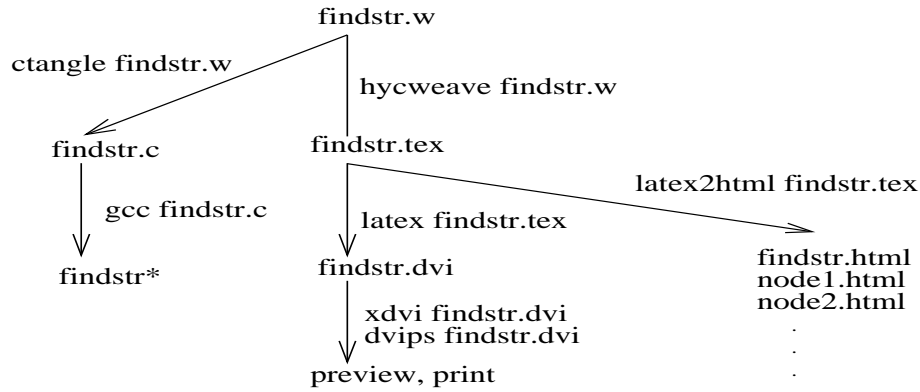 findstr.w
ctangle findstr.w
hycweave findstr.w
findstr.c
findstr.tex
latex2html findstr.tex
gcc findstr.c
latex findstr.tex
findstr*
findstr.dvi
findstr.html
node1.html
node2.html
.
.
.
xdvi findstr.dvi
dvips findstr.dvi
preview, print